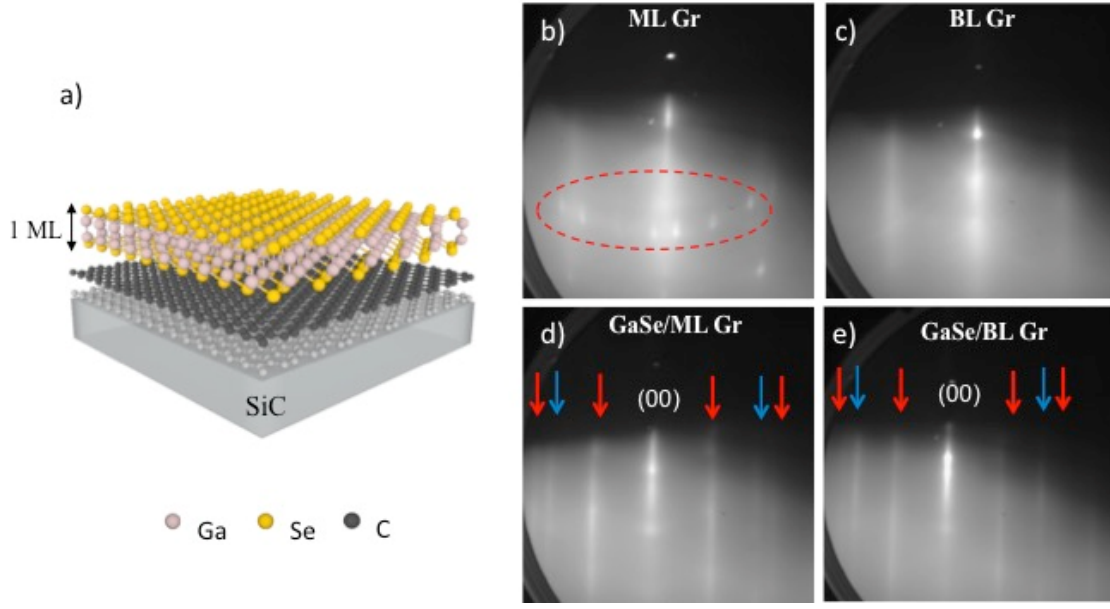 a)
1 ML
SiC
Ga Se C
b) ML Gr
c) BL Gr
d) GaSe/ML Gr
(00)
e) GaSe/BL Gr
(00)